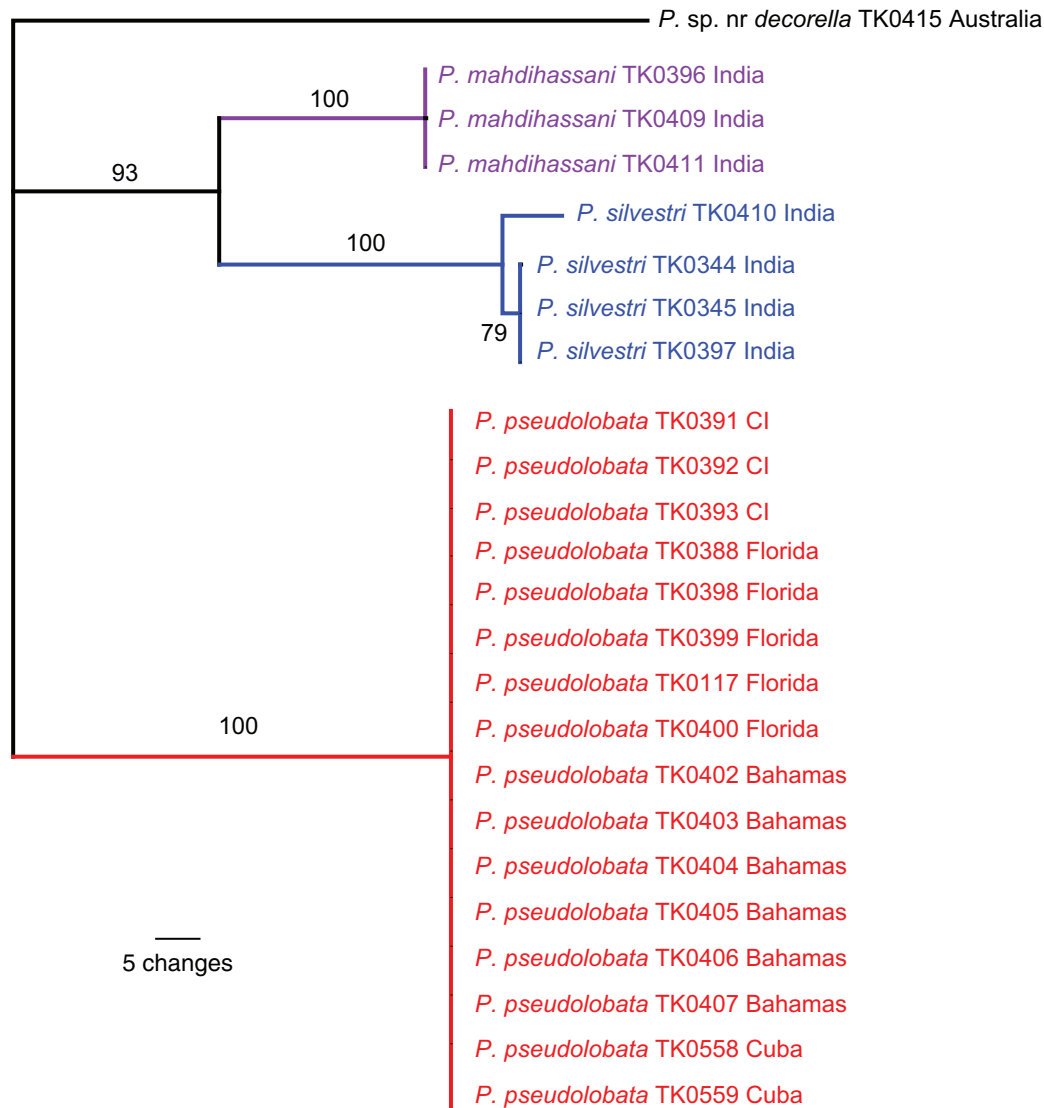 P. sp. nr decorella TK0415 Australia
P. mahdihassani TK0396 India
100
P. mahdihassani TK0409 India
P. mahdihassani TK0411 India
93
P. silvestri TK0410 India
100
P. silvestri TK0344 India
P. silvestri TK0345 India
79
P. silvestri TK0397 India
P. pseudolobata TK0391 CI
P. pseudolobata TK0392 CI
P. pseudolobata TK0393 CI
P. pseudolobata TK0388 Florida
P. pseudolobata TK0398 Florida
P. pseudolobata TK0399 Florida
P. pseudolobata TK0117 Florida
100
P. pseudolobata TK0400 Florida
P. pseudolobata TK0402 Bahamas
P. pseudolobata TK0403 Bahamas
P. pseudolobata TK0404 Bahamas
P. pseudolobata TK0405 Bahamas
P. pseudolobata TK0406 Bahamas
5 changes
P. pseudolobata TK0407 Bahamas
P. pseudolobata TK0558 Cuba
P. pseudolobata TK0559 Cuba